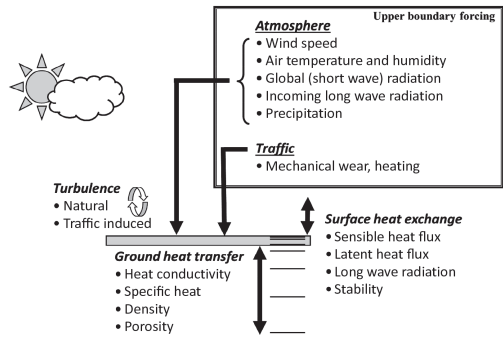 Upper boundary forcing
Atmosphere
• Wind speed
• Air temperature and humidity
• Global (short wave) radiation
• Incoming long wave radiation
• Precipitation
Traffic
• Mechanical wear, heating
Turbulence
• Natural
• Traffic induced
Surface heat exchange
• Sensible heat flux
• Latent heat flux
• Long wave radiation
• Stability
Ground heat transfer
• Heat conductivity
• Specific heat
• Density
• Porosity